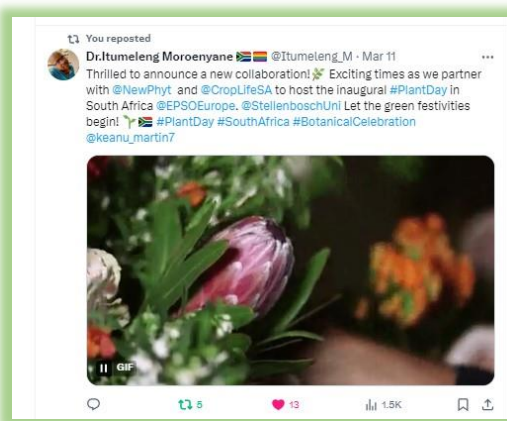 You reposted
Dr.Itumeleng Moroenyane 🇿🇦🏳️‍🌈 @Itumeleng_M · Mar 11
Thrilled to announce a new collaboration!🌿 Exciting times as we partner
with @NewPhyt and @CropLifeSA to host the inaugural #PlantDay in
South Africa @EPSOEurope. @StellenboschUni Let the green festivities
begin! 🌱🇿🇦 #PlantDay #SouthAfrica #BotanicalCelebration
@keanu_martin7
GIF
5 13 1.5K